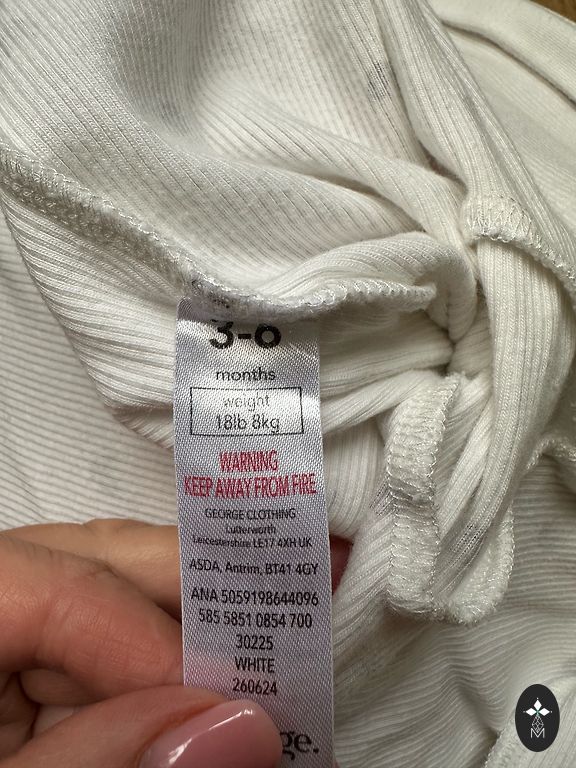 3-6
months
weight
18lb 8kg
WARNING
KEEP AWAY FROM FIRE
GEORGE CLOTHING
Lutterworth
Leicestershire LE17 4XH UK
ASDA, Antrim, BT41 4GY
ANA 5059198644096
585 5851 0854 700
30225
WHITE
260624
ge.
M